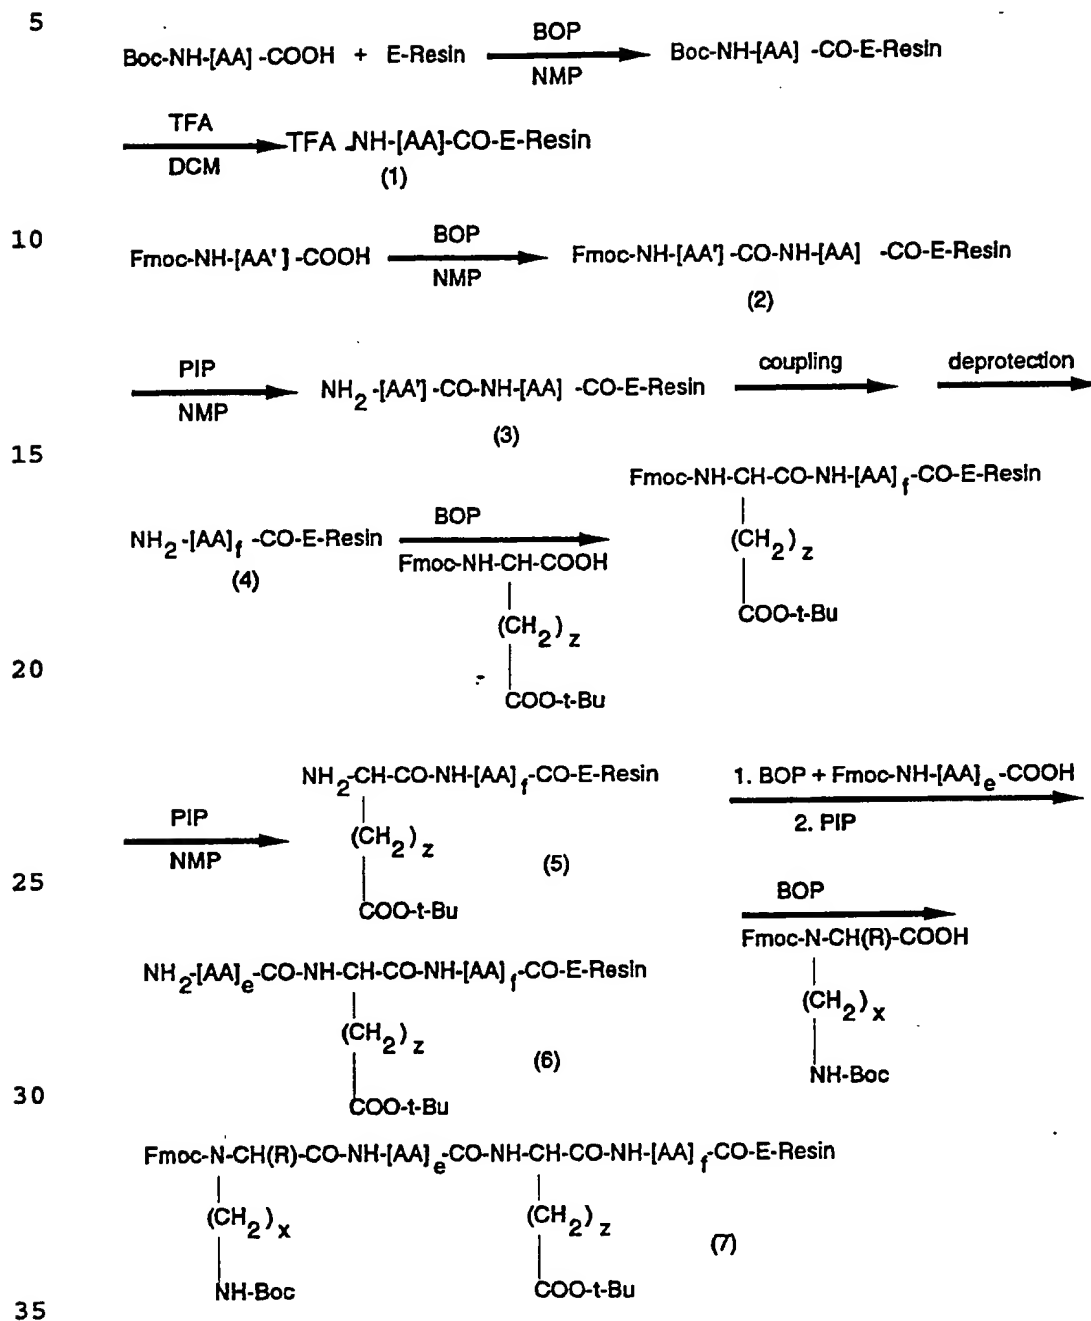 5
Boc-NH-[AA] -COOH + E-Resin BOP NMP Boc-NH-[AA] -CO-E-Resin
TFA DCM TFA .NH-[AA]-CO-E-Resin
(1)
10
Fmoc-NH-[AA'] -COOH BOP NMP Fmoc-NH-[AA'] -CO-NH-[AA] -CO-E-Resin
(2)
PIP NMP NH2-[AA'] -CO-NH-[AA] -CO-E-Resin coupling deprotection
(3)
15
Fmoc-NH-CH-CO-NH-[AA]f-CO-E-Resin
(CH2)z
COO-t-Bu
NH2-[AA]f -CO-E-Resin BOP
(4)
Fmoc-NH-CH-COOH
(CH2)z
COO-t-Bu
20
NH2-CH-CO-NH-[AA]f-CO-E-Resin
1. BOP + Fmoc-NH-[AA]e-COOH
2. PIP
PIP
NMP
(CH2)z
(5)
COO-t-Bu
25
BOP
Fmoc-N-CH(R)-COOH
(CH2)x
NH-Boc
NH2-[AA]e-CO-NH-CH-CO-NH-[AA]f-CO-E-Resin
(CH2)z
(6)
COO-t-Bu
30
Fmoc-N-CH(R)-CO-NH-[AA]e-CO-NH-CH-CO-NH-[AA]f-CO-E-Resin
(CH2)x (CH2)z
(7)
NH-Boc COO-t-Bu
35